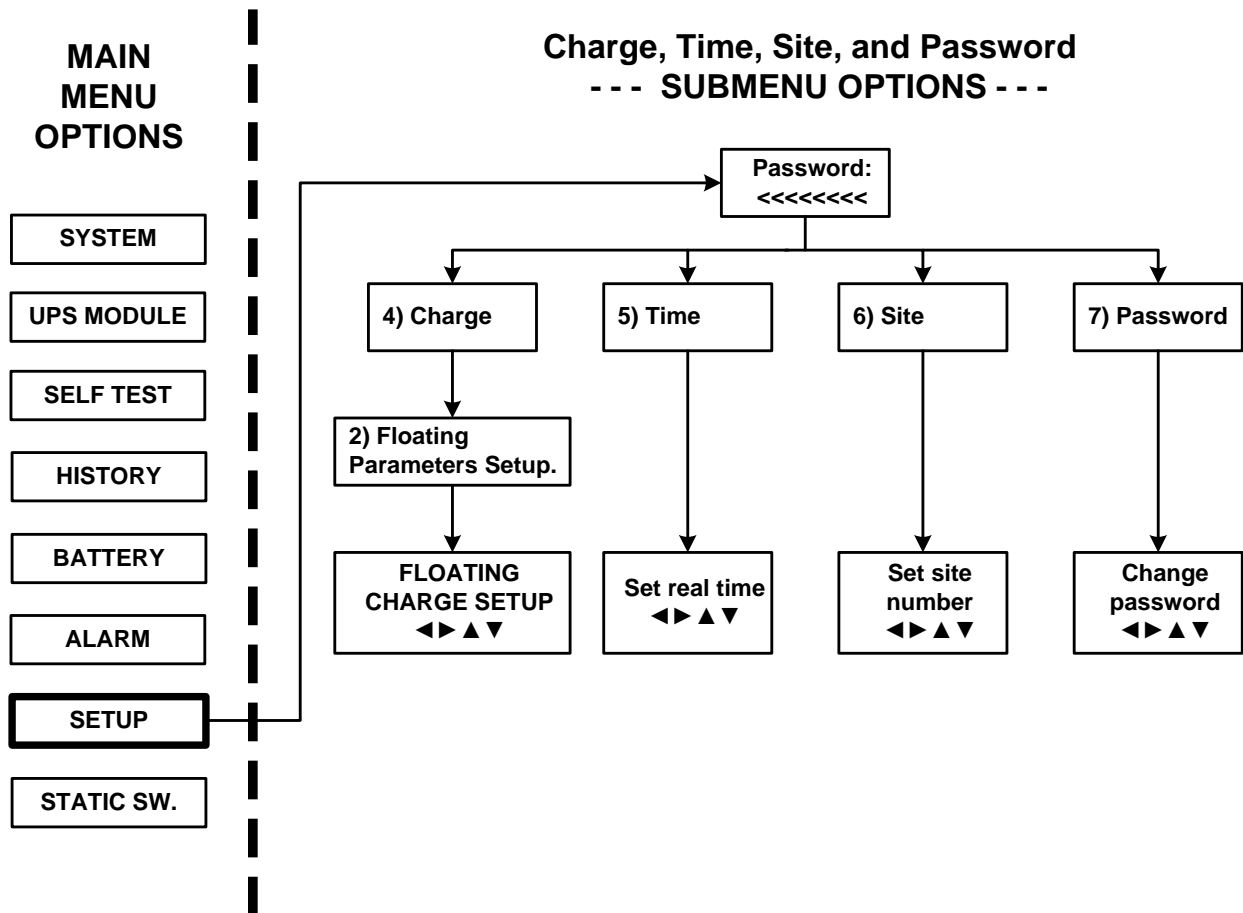 MAIN
MENU
OPTIONS
Charge, Time, Site, and Password
- - - SUBMENU OPTIONS - - -
Password:
<<<<<<<<
SYSTEM
UPS MODULE
SELF TEST
HISTORY
BATTERY
ALARM
SETUP
STATIC SW.
4) Charge
5) Time
6) Site
7) Password
2) Floating
Parameters Setup.
FLOATING
CHARGE SETUP
◄ ► ▲ ▼
Set real time
◄ ► ▲ ▼
Set site
number
◄ ► ▲ ▼
Change
password
◄ ► ▲ ▼